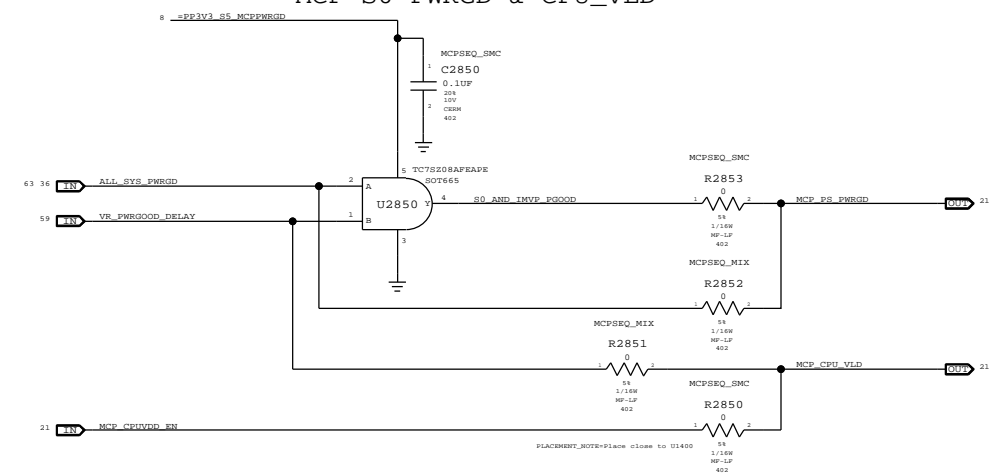 MCP S0 PWRGD & CPU_VLD
8 =PP3V3_S5_MCPPWRGD
MCPSEQ_SMC
1 C2850
0.1UF
20%
10V
2 CERM
402
5 TC7SZ08AFEAPE
SOT665
MCPSEQ_SMC
R2853
0
63 36 IN ALL_SYS_PWRGD 2 A
U2850 Y 4 S0_AND_IMVP_PGOOD 1 2 MCP_PS_PWRGD OUT 21
59 IN VR_PWRGOOD_DELAY 1 B
5%
1/16W
MF-LF
402
3
MCPSEQ_MIX
R2852
0
1 2
5%
1/16W
MF-LF
402
MCPSEQ_MIX
R2851
0
1 2 MCP_CPU_VLD OUT 21
5%
1/16W
MF-LF
402
MCPSEQ_SMC
R2850
0
21 IN MCP_CPUVDD_EN 1 2
PLACEMENT_NOTE=Place close to U1400
5%
1/16W
MF-LF
402